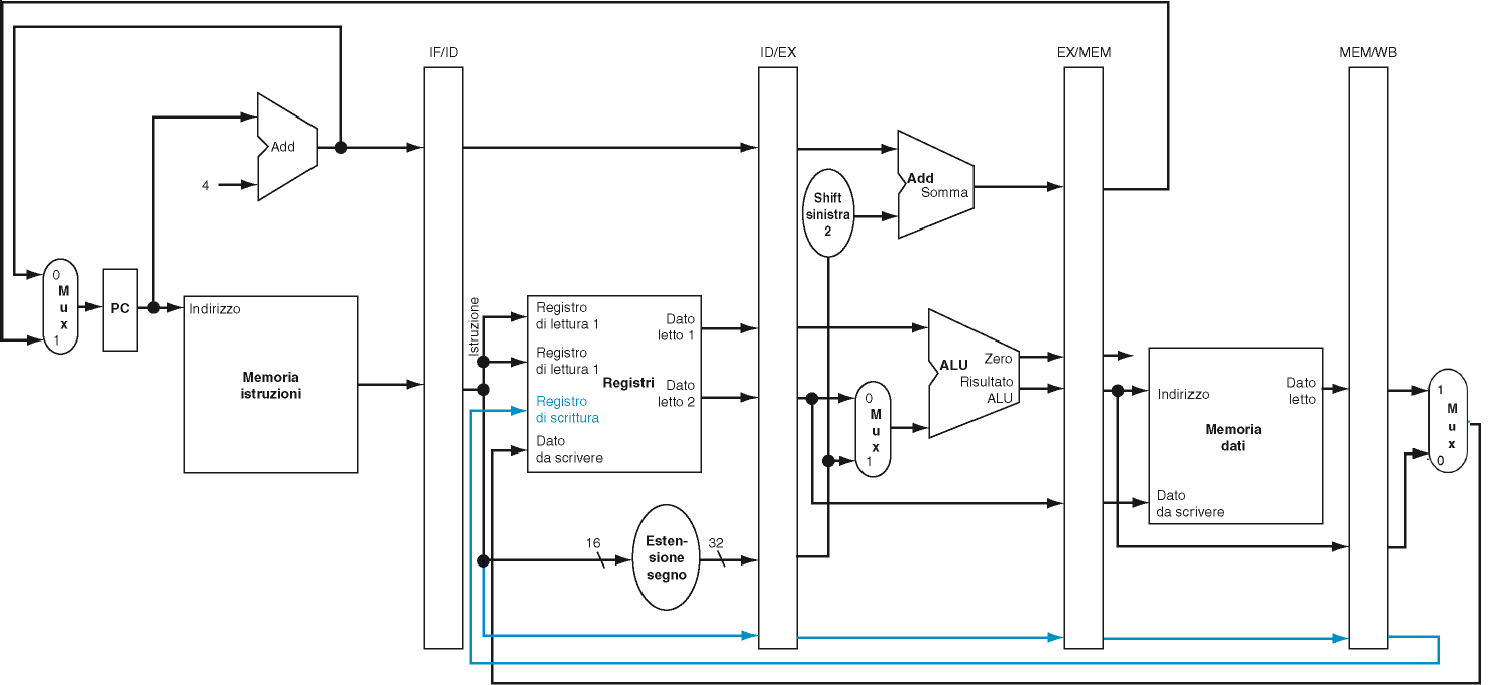 IF/ID
ID/EX
EX/MEM
MEM/WB
Add
4
Add
Somma
Shift
sinistra
2
0
M
u
x
1
PC
Indirizzo
Memoria
istruzioni
Istruzione
Registro
di lettura 1
Registro
di lettura 1
Registri
Registro
di scrittura
Dato
da scrivere
Dato
letto 1
Dato
letto 2
16
Esten-
sione
segno
32
0
M
u
x
1
ALU
Zero
Risultato
ALU
Indirizzo
Dato
letto
Memoria
dati
Dato
da scrivere
1
M
u
x
0